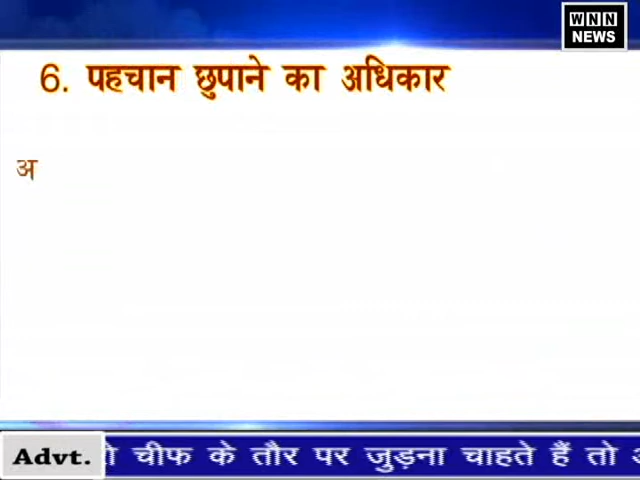 WNN
NEWS
6. पहचान छुपाने का अधिकार
अ
Advt. चीफ के तौर पर जुड़ना चाहते हैं तो